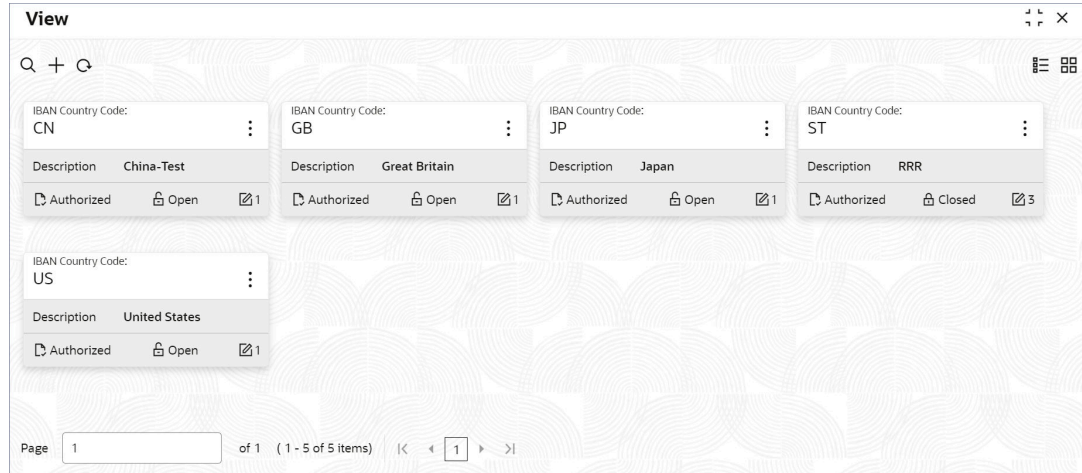 View
IBAN Country Code:
CN
Description China-Test
Authorized Open 1
IBAN Country Code:
GB
Description Great Britain
Authorized Open 1
IBAN Country Code:
JP
Description Japan
Authorized Open 1
IBAN Country Code:
ST
Description RRR
Authorized Closed 3
IBAN Country Code:
US
Description United States
Authorized Open 1
Page 1 of 1 ( 1 - 5 of 5 items) 1